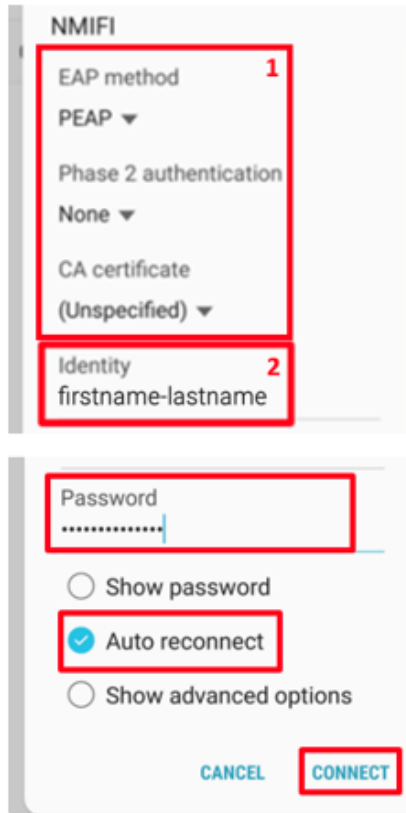 NMIFI
EAP method 1
PEAP
Phase 2 authentication
None
CA certificate
(Unspecified)
Identity 2
firstname-lastname
Password
••••••••••••••
Show password
Auto reconnect
Show advanced options
CANCEL CONNECT